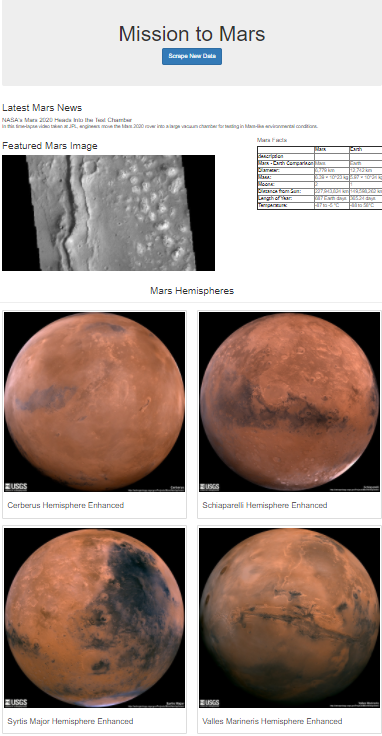 Mission to Mars
Scrape New Data
Latest Mars News
NASA's Mars 2020 Heads Into the Test Chamber
In this time-lapse video taken at JPL, engineers move the Mars 2020 rover into a large vacuum chamber for testing in Mars-like environmental conditions.
Featured Mars Image
Mars Facts
Mars Earth
description
Mars - Earth Comparison Mars Earth
Diameter: 6,779 km 12,742 km
Mass: 6.39 × 10^23 kg 5.97 × 10^24 kg
Moons: 2 1
Distance from Sun: 227,943,824 km 149,598,262 km
Length of Year: 687 Earth days 365.24 days
Temperature: -87 to -5 °C -88 to 58°C
Mars Hemispheres
USGS Cerberus
USGS Schiaparelli
Cerberus Hemisphere Enhanced
Schiaparelli Hemisphere Enhanced
USGS Syrtis Major
USGS Valles Marineris
Syrtis Major Hemisphere Enhanced
Valles Marineris Hemisphere Enhanced